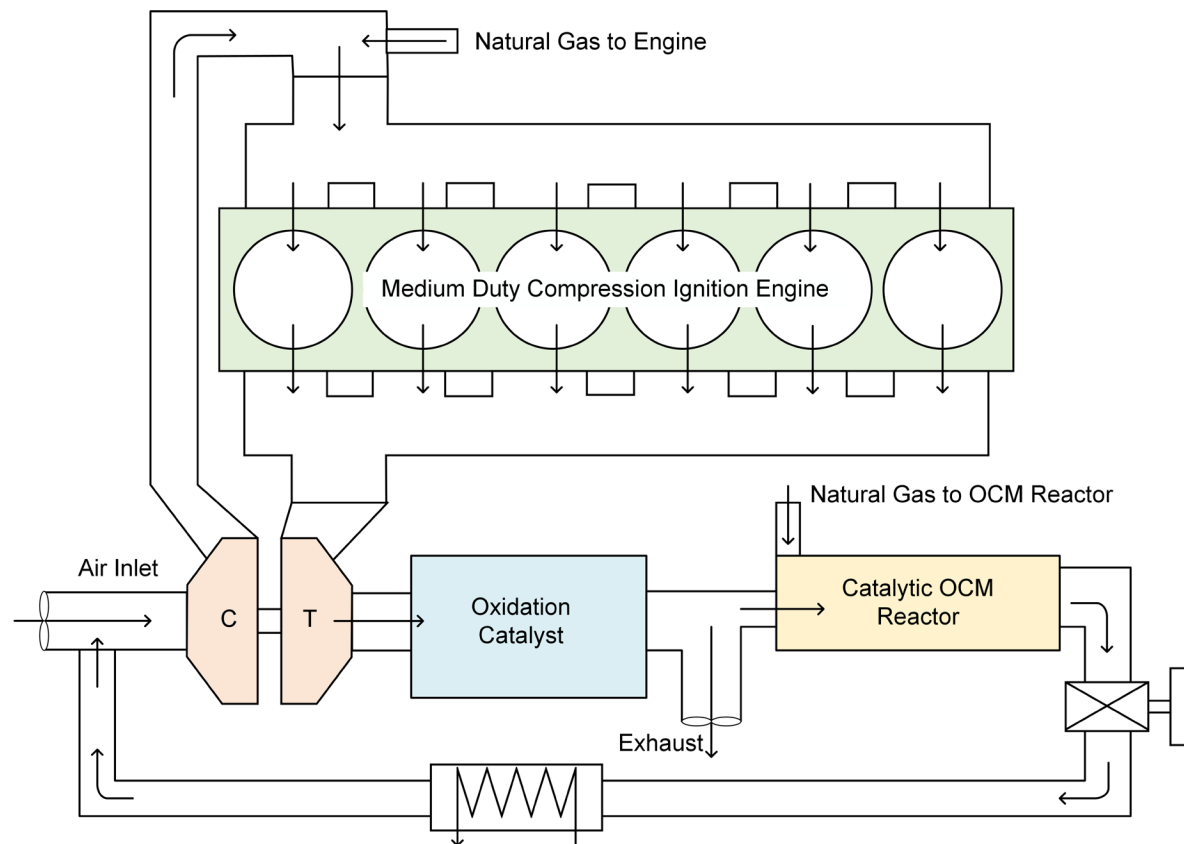 Natural Gas to Engine
Medium Duty Compression Ignition Engine
Natural Gas to OCM Reactor
Air Inlet
C
T
Oxidation
Catalyst
Catalytic OCM
Reactor
Exhaust